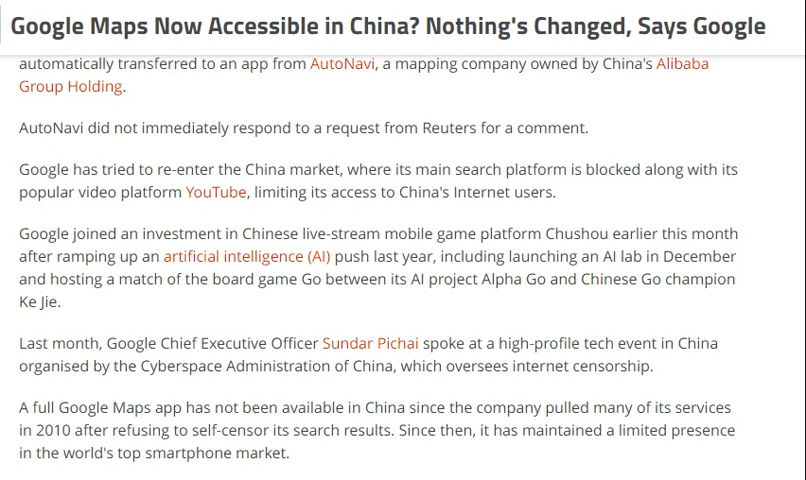 Google Maps Now Accessible in China? Nothing's Changed, Says Google
automatically transferred to an app from AutoNavi, a mapping company owned by China's Alibaba
Group Holding.
AutoNavi did not immediately respond to a request from Reuters for a comment.
Google has tried to re-enter the China market, where its main search platform is blocked along with its
popular video platform YouTube, limiting its access to China's Internet users.
Google joined an investment in Chinese live-stream mobile game platform Chushou earlier this month
after ramping up an artificial intelligence (AI) push last year, including launching an AI lab in December
and hosting a match of the board game Go between its AI project Alpha Go and Chinese Go champion
Ke Jie.
Last month, Google Chief Executive Officer Sundar Pichai spoke at a high-profile tech event in China
organised by the Cyberspace Administration of China, which oversees internet censorship.
A full Google Maps app has not been available in China since the company pulled many of its services
in 2010 after refusing to self-censor its search results. Since then, it has maintained a limited presence
in the world's top smartphone market.